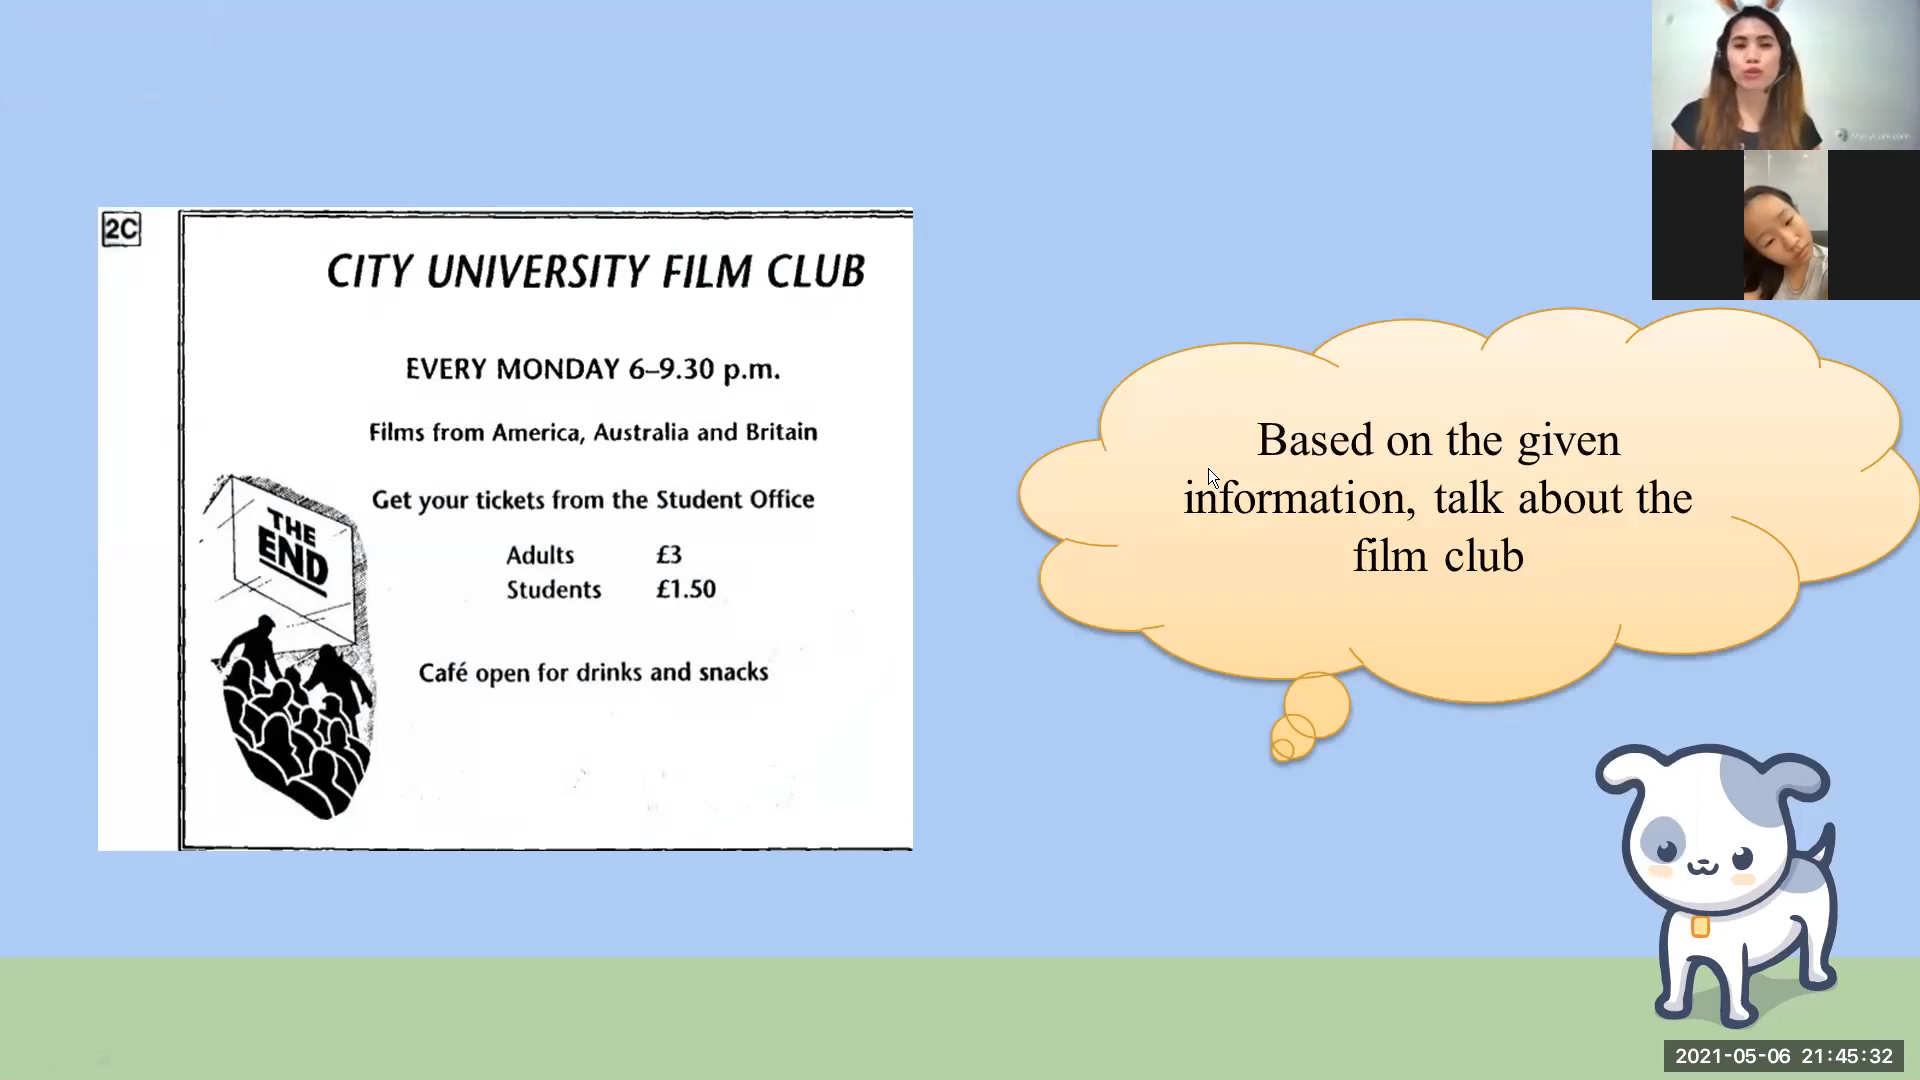 2C
CITY UNIVERSITY FILM CLUB
EVERY MONDAY 6–9.30 p.m.
Films from America, Australia and Britain
Get your tickets from the Student Office
Adults £3
Students £1.50
Café open for drinks and snacks
THE
END
Based on the given
information, talk about the
film club
2021-05-06 21:45:32